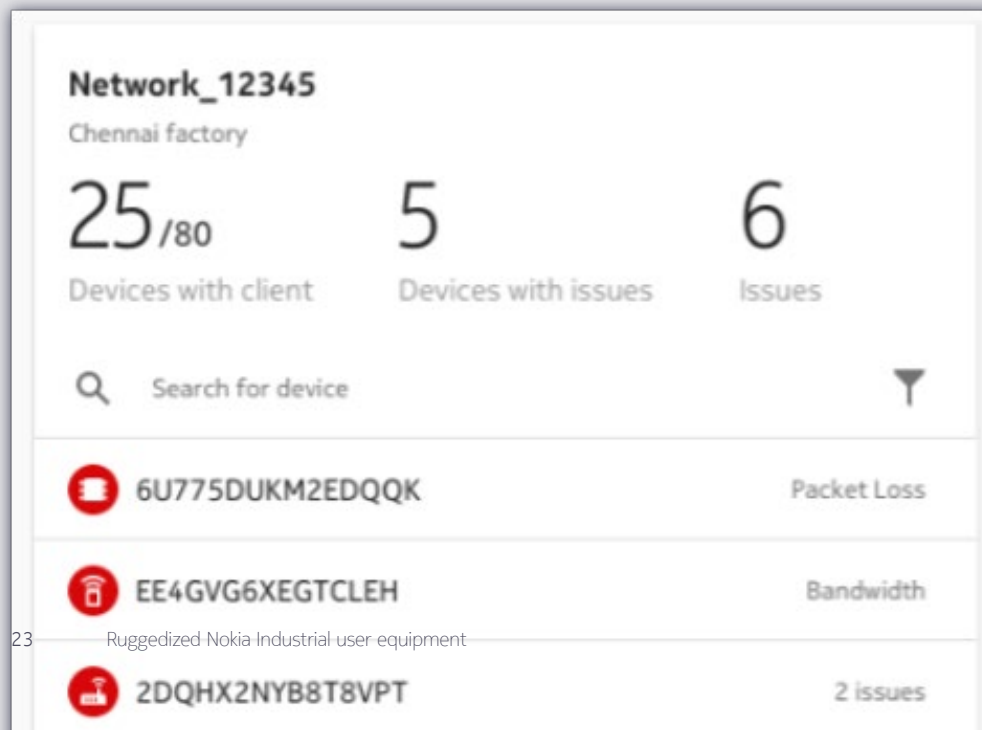 Network_12345
Chennai factory
25/80 5 6
Devices with client Devices with issues Issues
Search for device
6U775DUKM2EDQQK Packet Loss
EE4GVG6XEGTCLEH Bandwidth
23 Ruggedized Nokia Industrial user equipment
2DQHX2NYB8T8VPT 2 issues